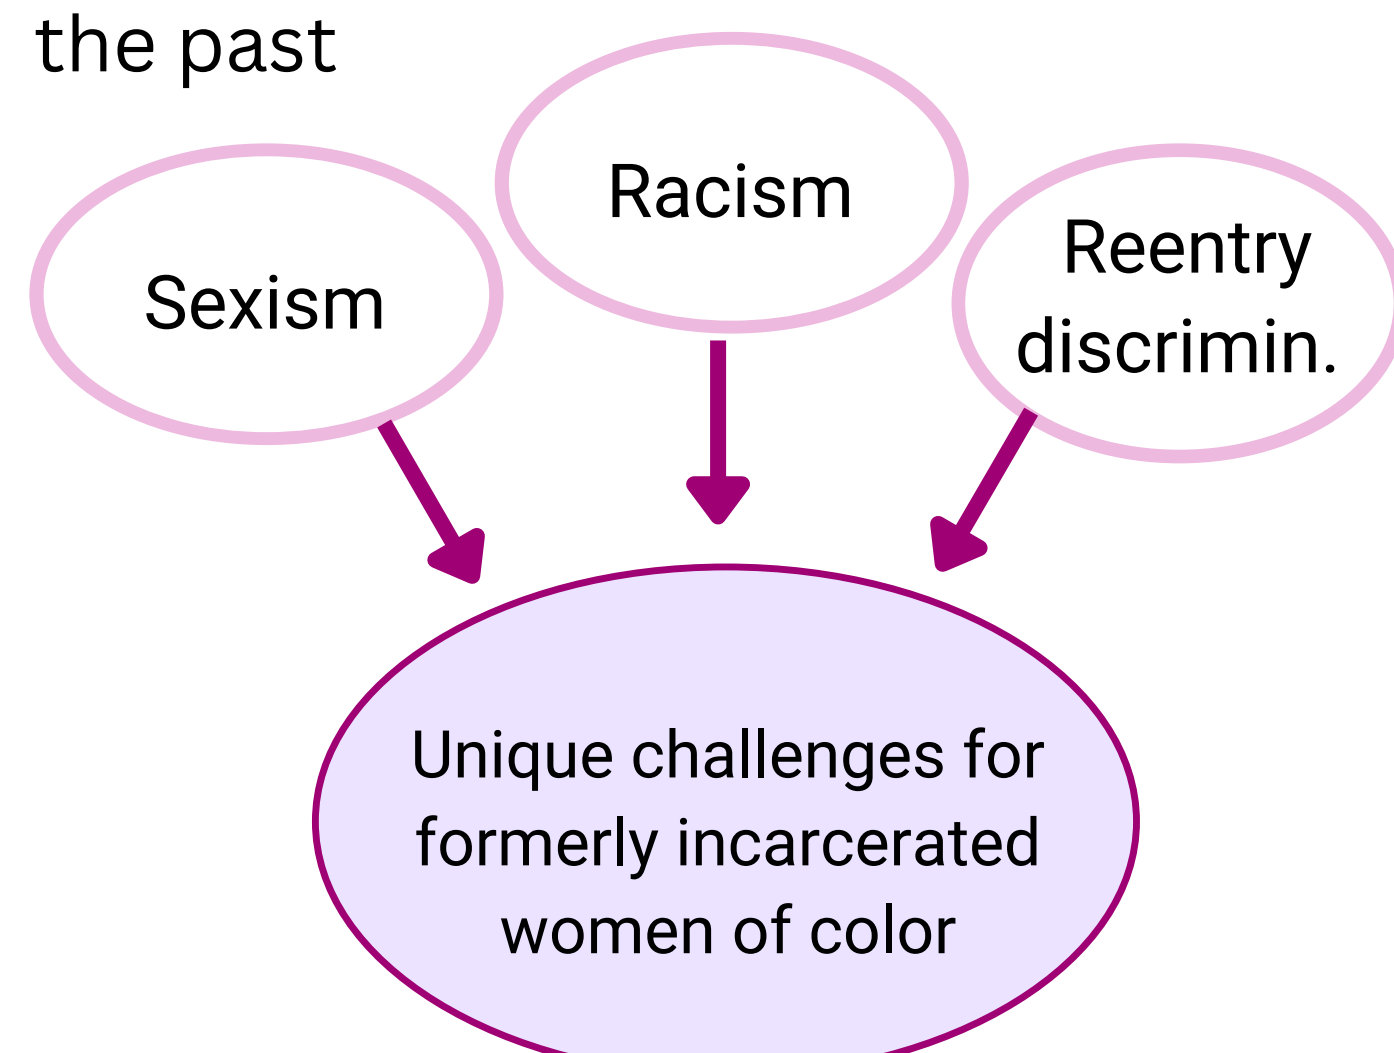 the past
Sexism
Racism
Reentry
discrimin.
Unique challenges for
formerly incarcerated
women of color